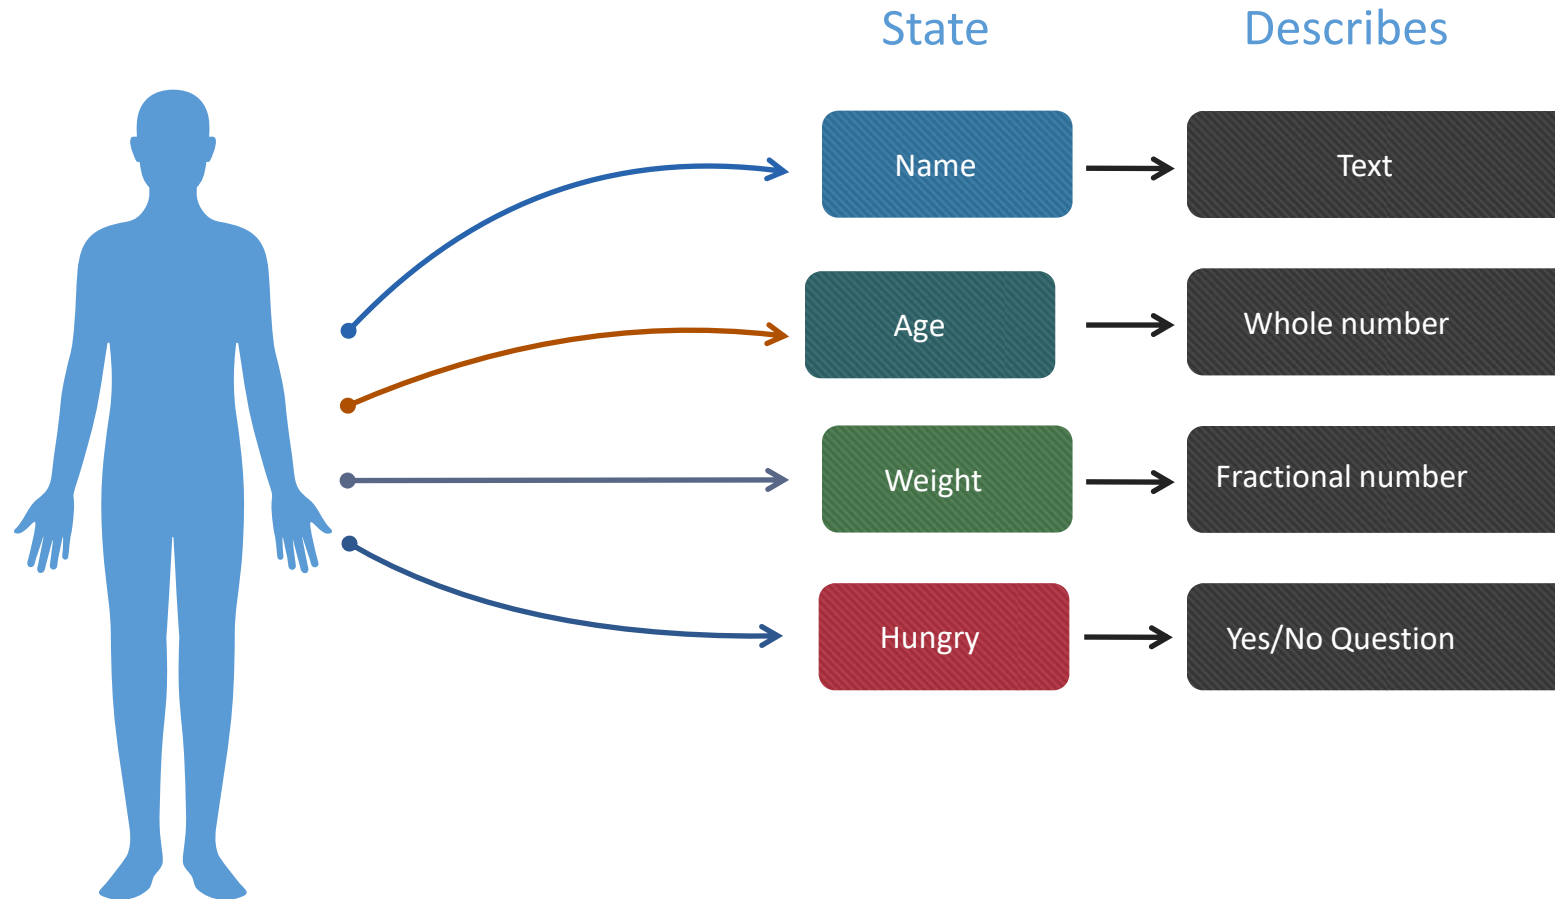 State
Describes
Name
Text
Age
Whole number
Weight
Fractional number
Hungry
Yes/No Question